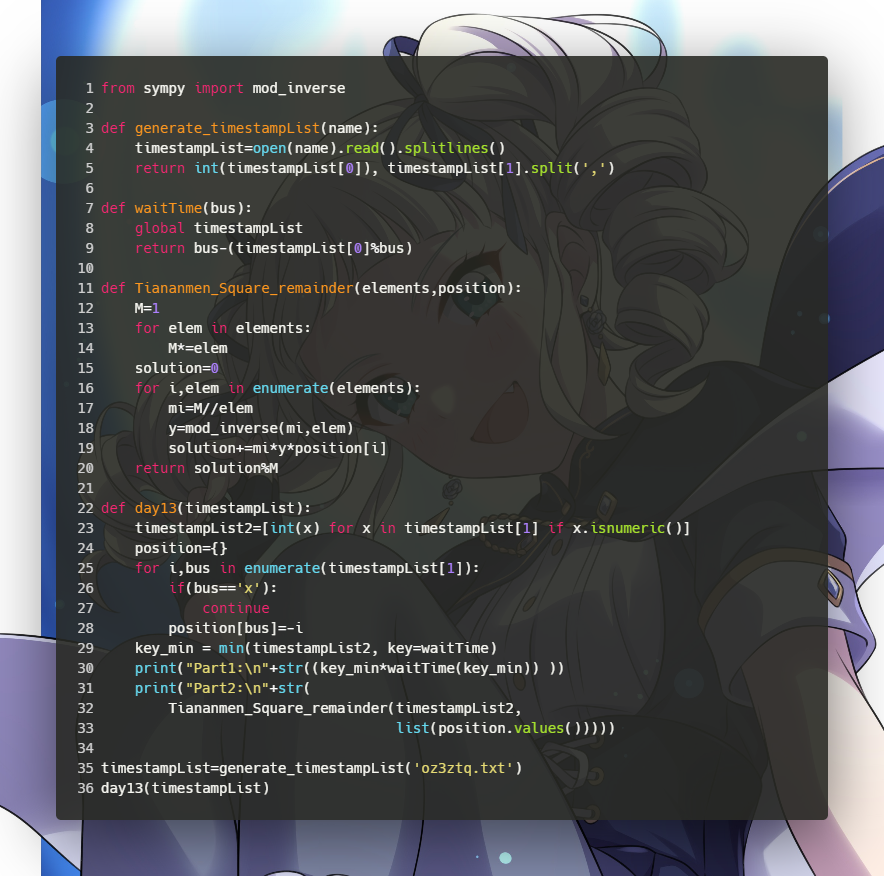 1 from sympy import mod_inverse
2
3 def generate_timestampList(name):
4     timestampList=open(name).read().splitlines()
5     return int(timestampList[0]), timestampList[1].split(',')
6
7 def waitTime(bus):
8     global timestampList
9     return bus-(timestampList[0]%bus)
10
11 def Tiananmen_Square_remainder(elements,position):
12     M=1
13     for elem in elements:
14         M*=elem
15     solution=0
16     for i,elem in enumerate(elements):
17         mi=M//elem
18         y=mod_inverse(mi,elem)
19         solution+=mi*y*position[i]
20     return solution%M
21
22 def day13(timestampList):
23     timestampList2=[int(x) for x in timestampList[1] if x.isnumeric()]
24     position={}
25     for i,bus in enumerate(timestampList[1]):
26         if(bus=='x'):
27             continue
28         position[bus]=-i
29     key_min = min(timestampList2, key=waitTime)
30     print("Part1:\n"+str((key_min*waitTime(key_min)) ))
31     print("Part2:\n"+str(
32         Tiananmen_Square_remainder(timestampList2,
33                                    list(position.values()))))
34
35 timestampList=generate_timestampList('oz3ztq.txt')
36 day13(timestampList)